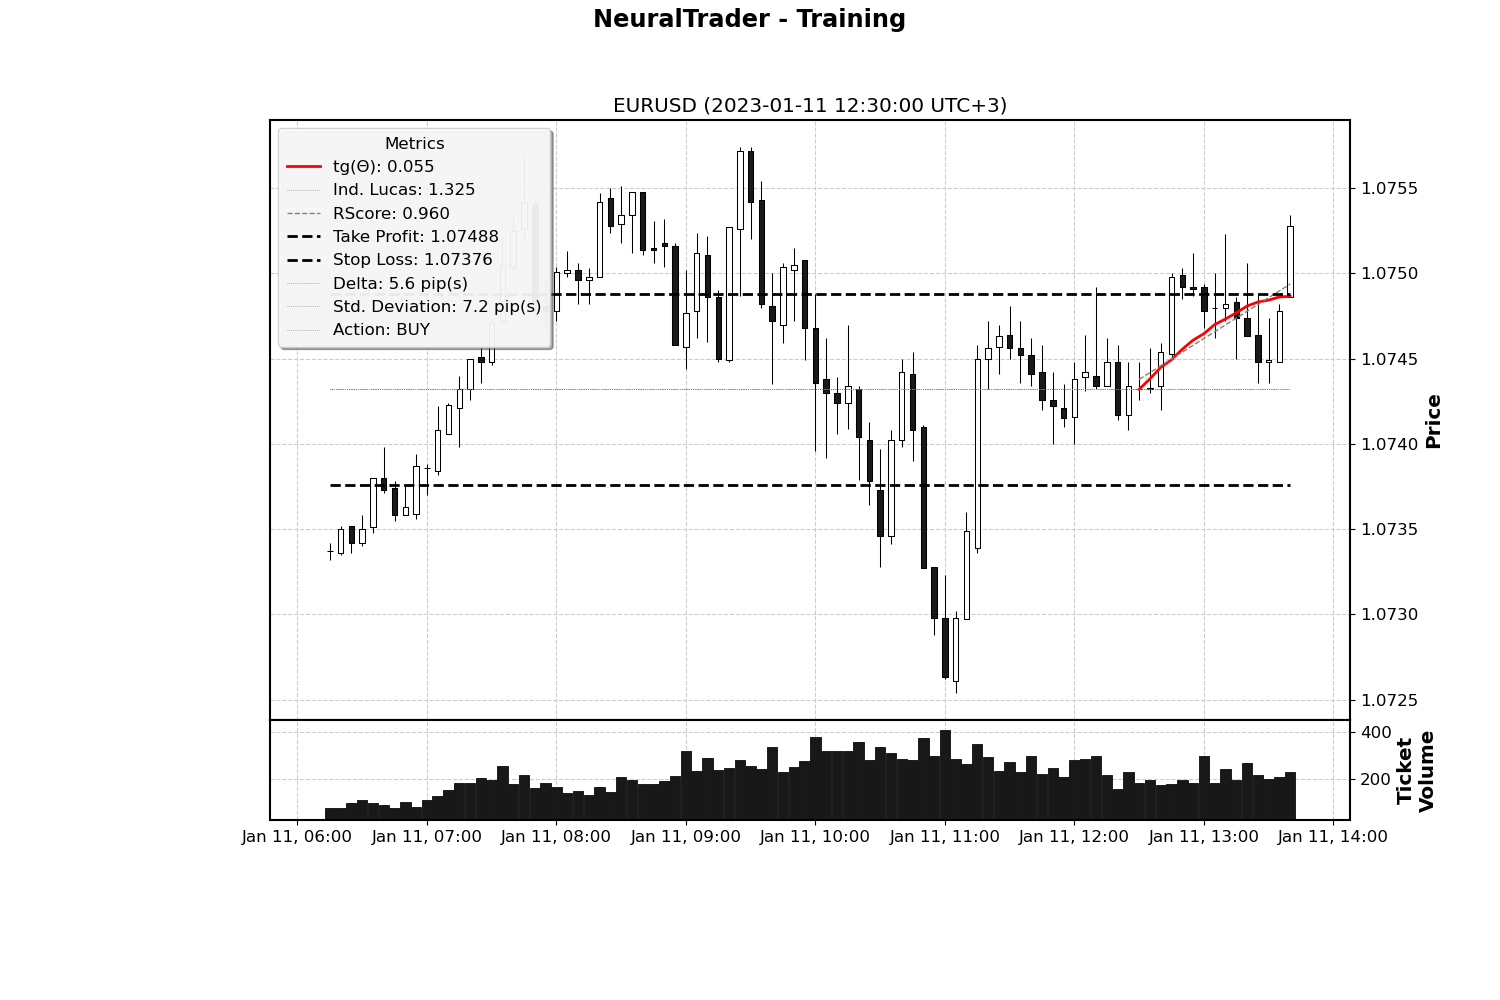 NeuralTrader - Training
EURUSD (2023-01-11 12:30:00 UTC+3)
Metrics
tg(Θ): 0.055
Ind. Lucas: 1.325
RScore: 0.960
Take Profit: 1.07488
Stop Loss: 1.07376
Delta: 5.6 pip(s)
Std. Deviation: 7.2 pip(s)
Action: BUY
1.0755
1.0750
1.0745
1.0740
1.0735
1.0730
1.0725
Price
400
200
Ticket
Volume
Jan 11, 06:00
Jan 11, 07:00
Jan 11, 08:00
Jan 11, 09:00
Jan 11, 10:00
Jan 11, 11:00
Jan 11, 12:00
Jan 11, 13:00
Jan 11, 14:00